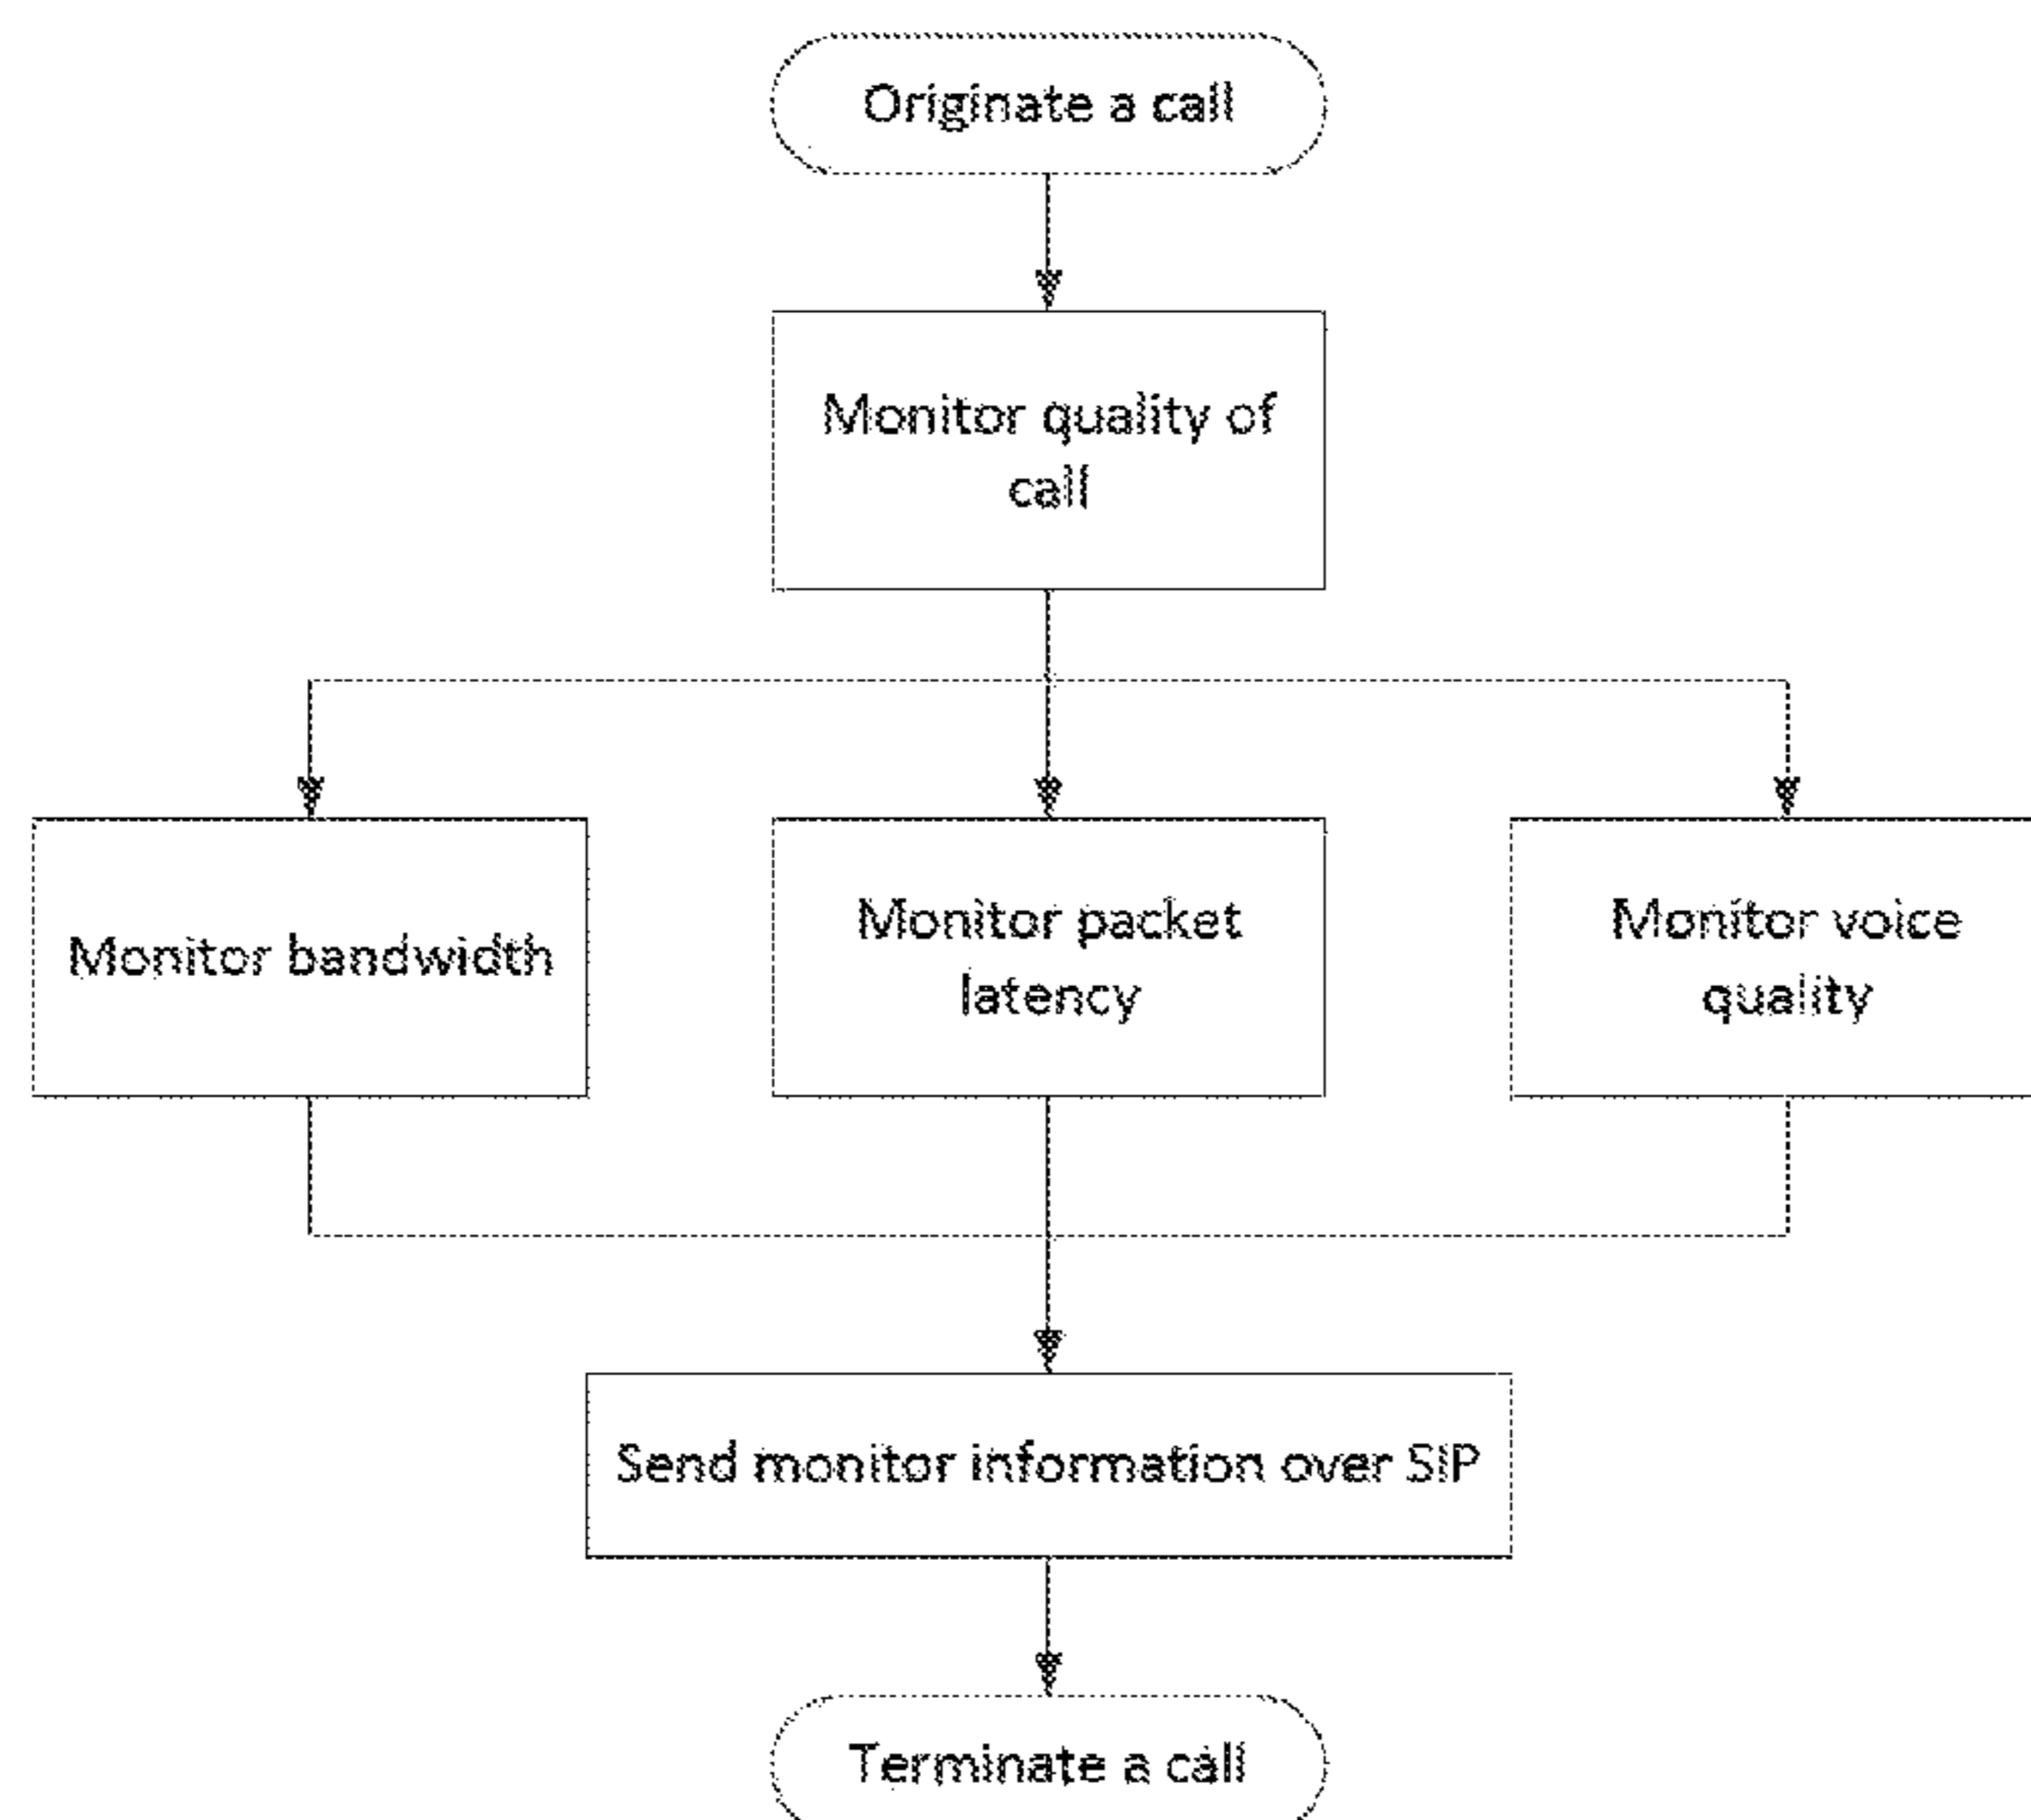 Originate a call
Monitor quality of
call
Monitor bandwidth
Monitor packet
latency
Monitor voice
quality
Send monitor information over SIP
Terminate a call